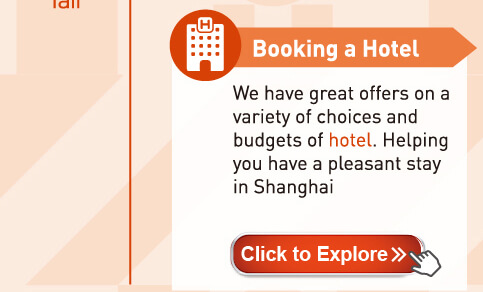 Booking a Hotel
We have great offers on a
variety of choices and
budgets of hotel. Helping
you have a pleasant stay
in Shanghai
Click to Explore »